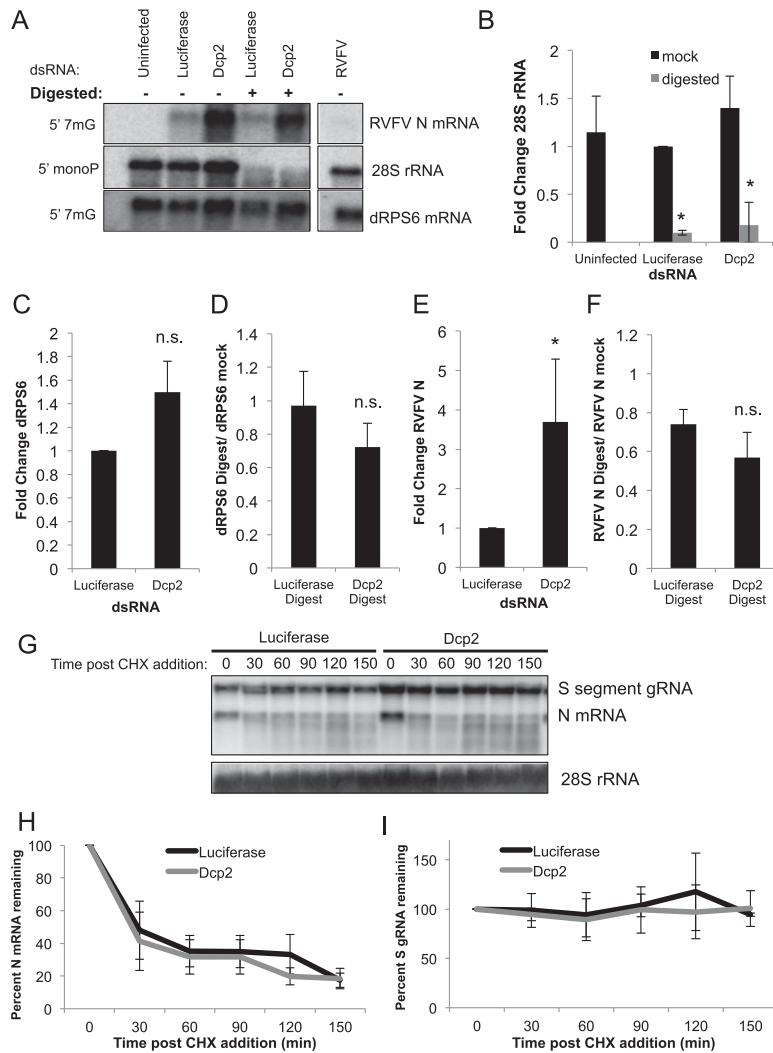 A
dsRNA:
Uninfected
Luciferase
Dcp2
Luciferase
Dcp2
RVFV
Digested: - - - + + -
5' 7mG
RVFV N mRNA
5' monoP
28S rRNA
5' 7mG
dRPS6 mRNA
B
Fold Change 28S rRNA
2
1.5
1
0.5
0
mock
digested
*
*
Uninfected Luciferase Dcp2
dsRNA
C
Fold Change dRPS6
2
1.8
1.6
1.4
1.2
1
0.8
0.6
0.4
0.2
0
n.s.
Luciferase Dcp2
dsRNA
D
dRPS6 Digest/ dRPS6 mock
1.4
1.2
1
0.8
0.6
0.4
0.2
0
n.s.
Luciferase Dcp2
Digest Digest
E
Fold Change RVFV N
6
5
4
3
2
1
0
*
Luciferase Dcp2
dsRNA
F
RVFV N Digest/ RVFV N mock
1.2
1
0.8
0.6
0.4
0.2
0
n.s.
Luciferase Dcp2
Digest Digest
G
Luciferase Dcp2
Time post CHX addition: 0 30 60 90 120 150 0 30 60 90 120 150
S segment gRNA
N mRNA
28S rRNA
H
Percent N mRNA remaining
100
80
60
40
20
0
Luciferase
Dcp2
0 30 60 90 120 150
Time post CHX addition (min)
I
Percent S gRNA remaining
150
100
50
0
Luciferase
Dcp2
0 30 60 90 120 150
Time post CHX addition (min)